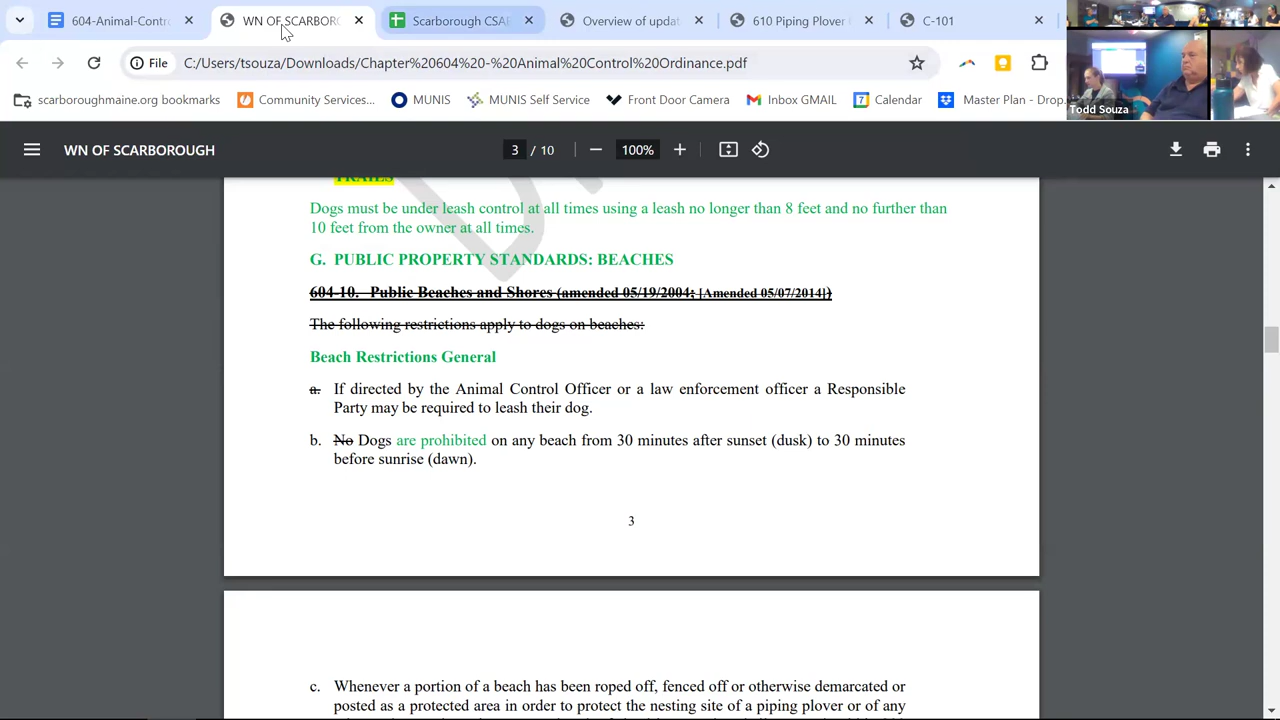 604-Animal-Contr
WN OF SCARBOR
Scarborough CSA
Overview of updat
610 Piping Plover
C-101
File
C:/Users/tsouza/Downloads/Chapter%20604%20-%20Animal%20Control%20Ordinance.pdf
scarboroughmaine.org bookmarks
Community Services...
MUNIS
MUNIS Self Service
Front Door Camera
Inbox GMAIL
7 Calendar
Master Plan - Drop
Todd Souza
WN OF SCARBOROUGH
3 / 10
100%
TRAILS
Dogs must be under leash control at all times using a leash no longer than 8 feet and no further than
10 feet from the owner at all times.
G. PUBLIC PROPERTY STANDARDS: BEACHES
604-10. Public Beaches and Shores (amended 05/19/2004; [Amended 05/07/2014])
The following restrictions apply to dogs on beaches:
Beach Restrictions General
a. If directed by the Animal Control Officer or a law enforcement officer a Responsible
Party may be required to leash their dog.
b. No Dogs are prohibited on any beach from 30 minutes after sunset (dusk) to 30 minutes
before sunrise (dawn).
3
c. Whenever a portion of a beach has been roped off, fenced off or otherwise demarcated or
posted as a protected area in order to protect the nesting site of a piping plover or of any